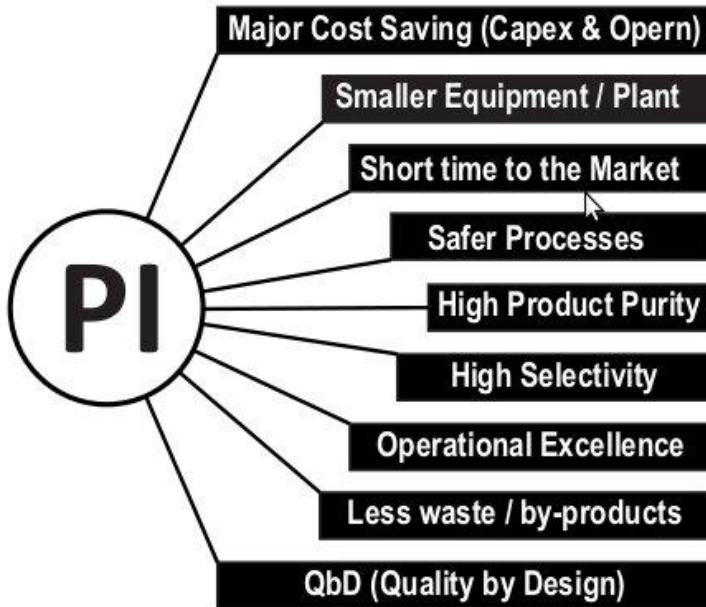 Major Cost Saving (Capex & Opern)
Smaller Equipment / Plant
Short time to the Market
Safer Processes
PI
High Product Purity
High Selectivity
Operational Excellence
Less waste / by-products
QbD (Quality by Design)